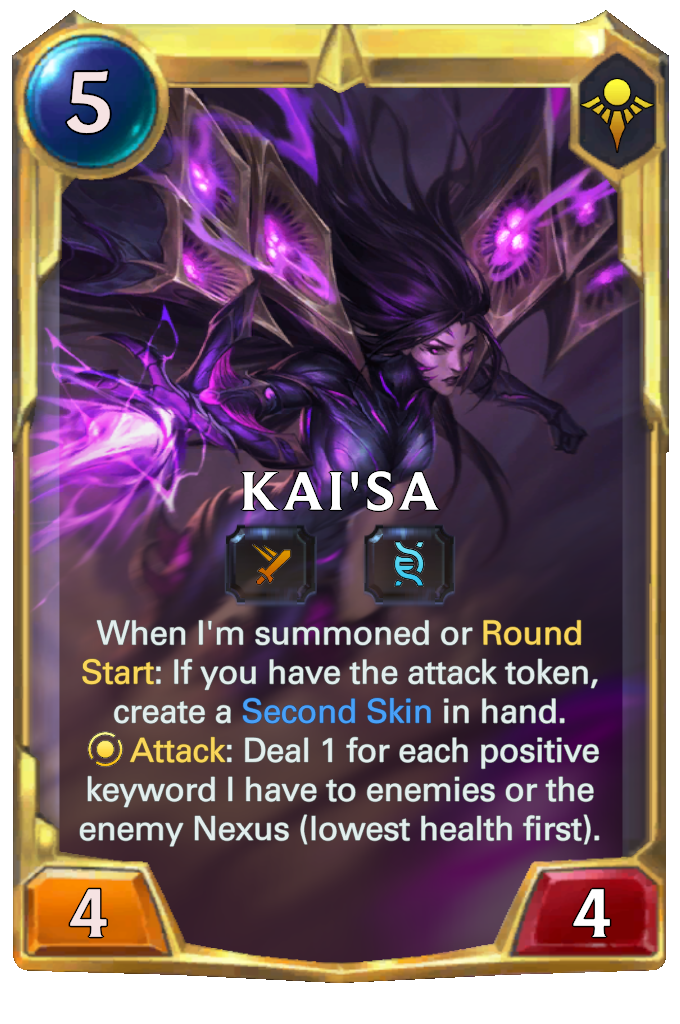 5
KAI'SA
When I'm summoned or Round
Start: If you have the attack token,
create a Second Skin in hand.
Attack: Deal 1 for each positive
keyword I have to enemies or the
enemy Nexus (lowest health first).
4
4